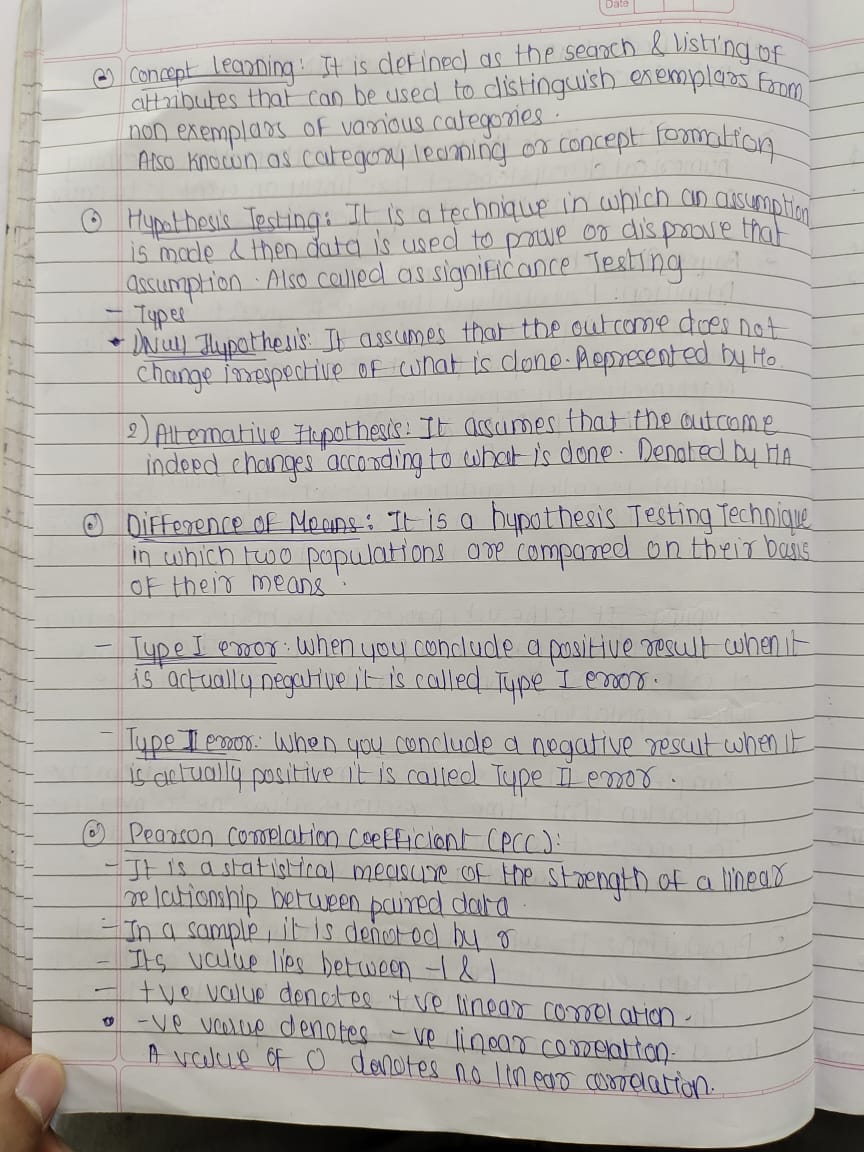 Date
Concept learning: It is defined as the search & listing of
attributes that can be used to distinguish exemplars from
non exemplars of various categories.
Also known as category learning or concept formation
Hypothesis Testing: It is a technique in which an assumption
is made & then data is used to prove or disprove that
assumption. Also called as significance Testing
- Types
1) Null Hypothesis: It assumes that the outcome does not
change irrespective of what is done. Represented by H0
2) Alternative Hypothesis: It assumes that the outcome
indeed changes according to what is done. Denoted by HA
Difference of Means: It is a hypothesis Testing Technique
in which two populations are compared on their basis
of their means.
- Type I error: When you conclude a positive result when it
is actually negative it is called Type I error.
- Type II error: When you conclude a negative result when it
is actually positive it is called Type II error.
Pearson Correlation Coefficient (PCC):
- It is a statistical measure of the strength of a linear
relationship between paired data.
- In a sample, it is denoted by r
- Its value lies between -1 & 1
- +ve value denotes +ve linear correlation.
• -ve value denotes -ve linear correlation.
A value of 0 denotes no linear correlation.